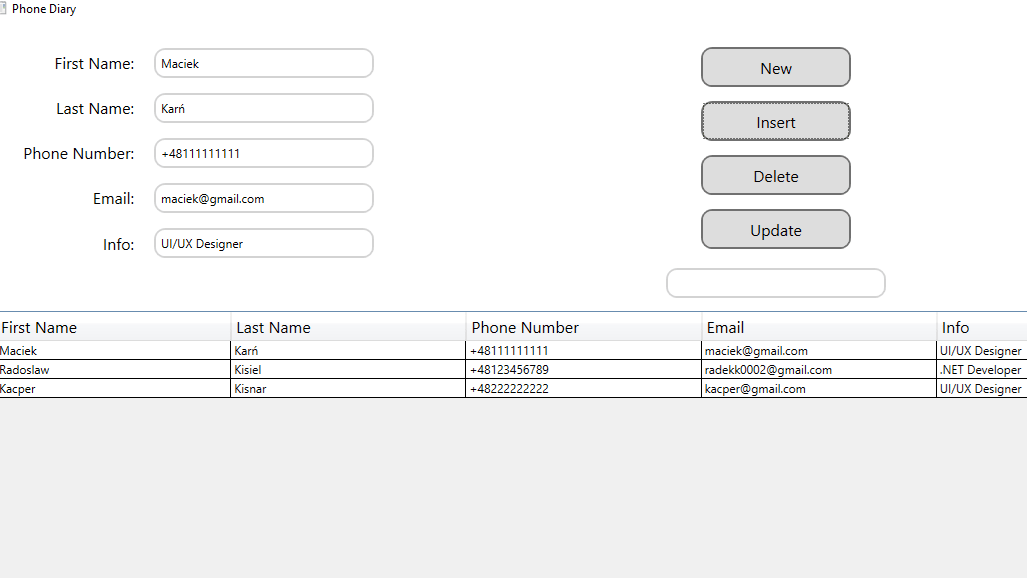 Phone Diary
First Name: Maciek
Last Name: Karń
Phone Number: +48111111111
Email: maciek@gmail.com
Info: UI/UX Designer
New
Insert
Delete
Update
First Name Last Name Phone Number Email Info
Maciek Karń +48111111111 maciek@gmail.com UI/UX Designer
Radoslaw Kisiel +48123456789 radekk0002@gmail.com .NET Developer
Kacper Kisnar +48222222222 kacper@gmail.com UI/UX Designer